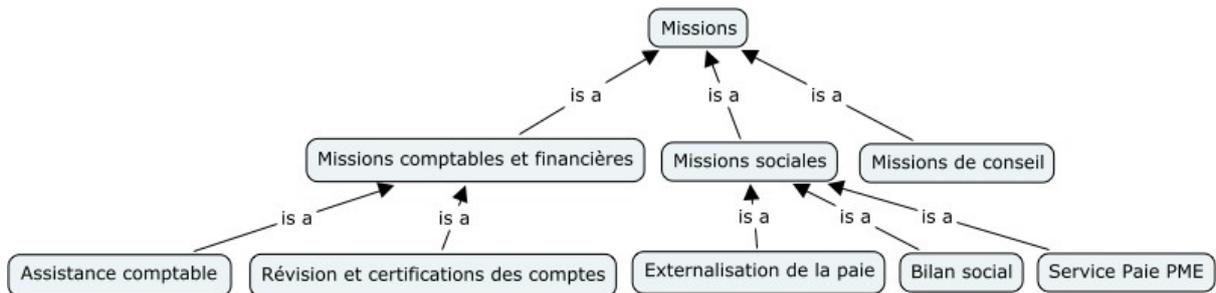 Missions
is a
is a
is a
Missions comptables et financières
Missions sociales
Missions de conseil
is a
is a
is a
is a
is a
Assistance comptable
Révision et certifications des comptes
Externalisation de la paie
Bilan social
Service Paie PME